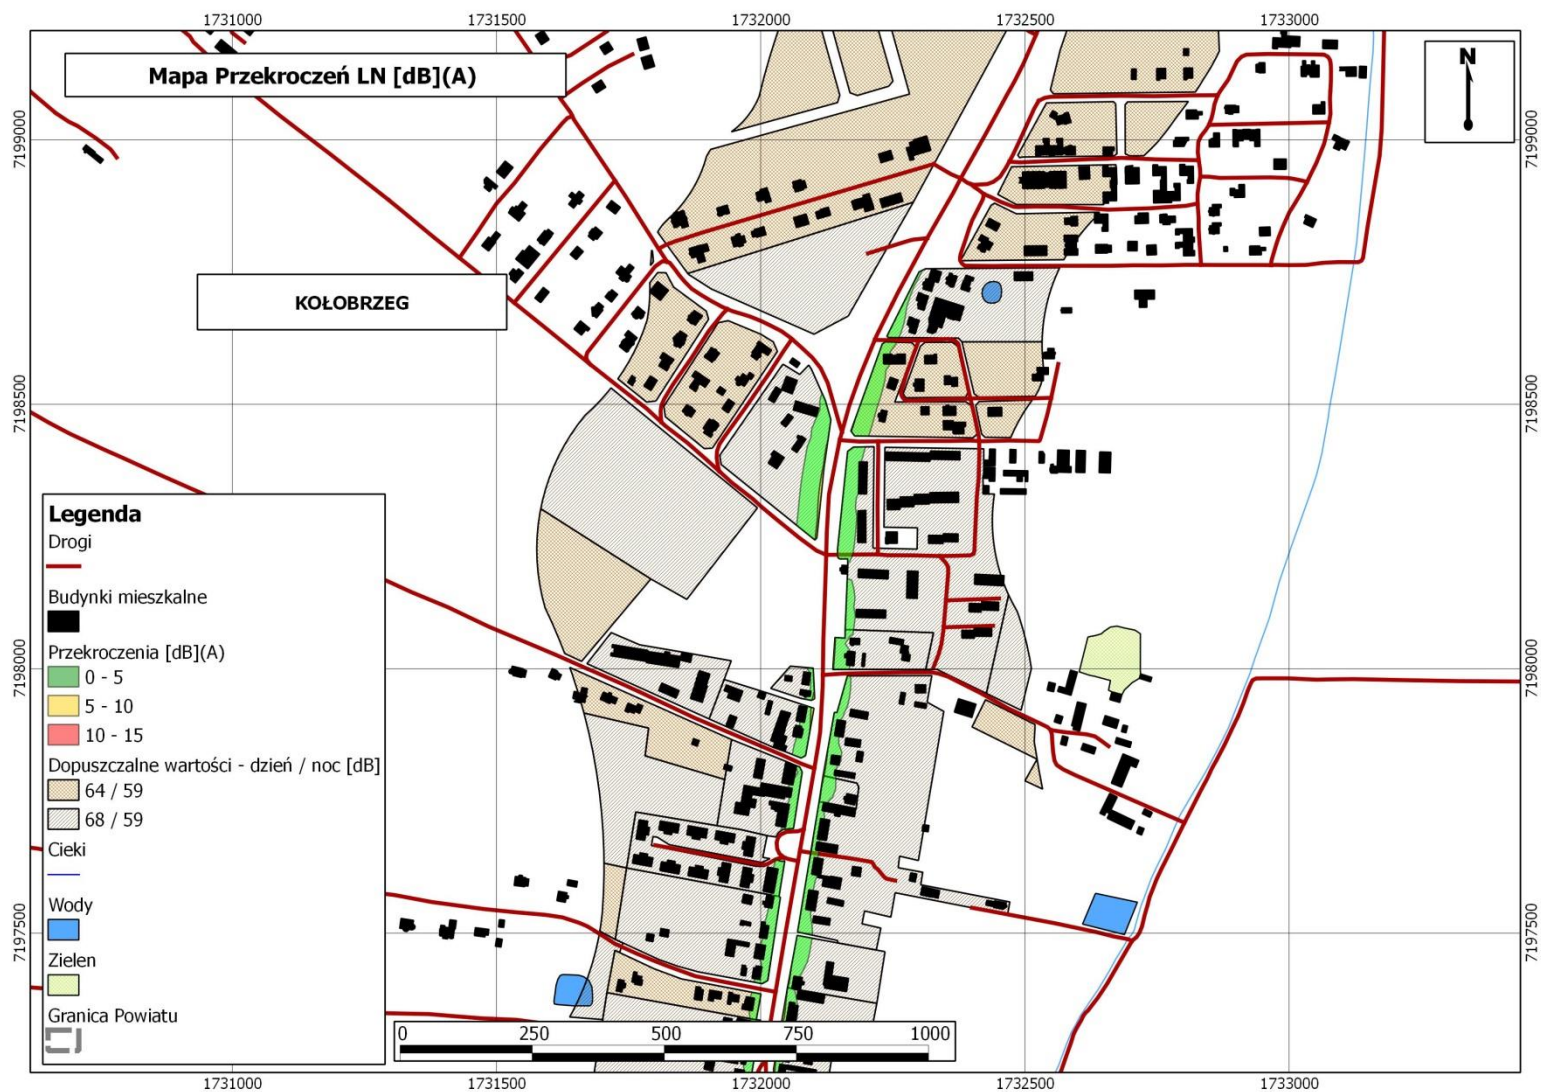 1731000 1731500 1732000 1732500 1733000
Mapa Przekroczeń LN [dB](A)
N
7199000 7199000
KOŁOBRZEG
7198500 7198500
Legenda
Drogi
Budynki mieszkalne
Przekroczenia [dB](A)
0 - 5
5 - 10
10 - 15
Dopuszczalne wartości - dzień / noc [dB]
64 / 59
68 / 59
Cieki
Wody
Zielen
Granica Powiatu
7198000
7197500
0 250 500 750 1000
1731000 1731500 1732000 1732500 1733000
7198000
7197500